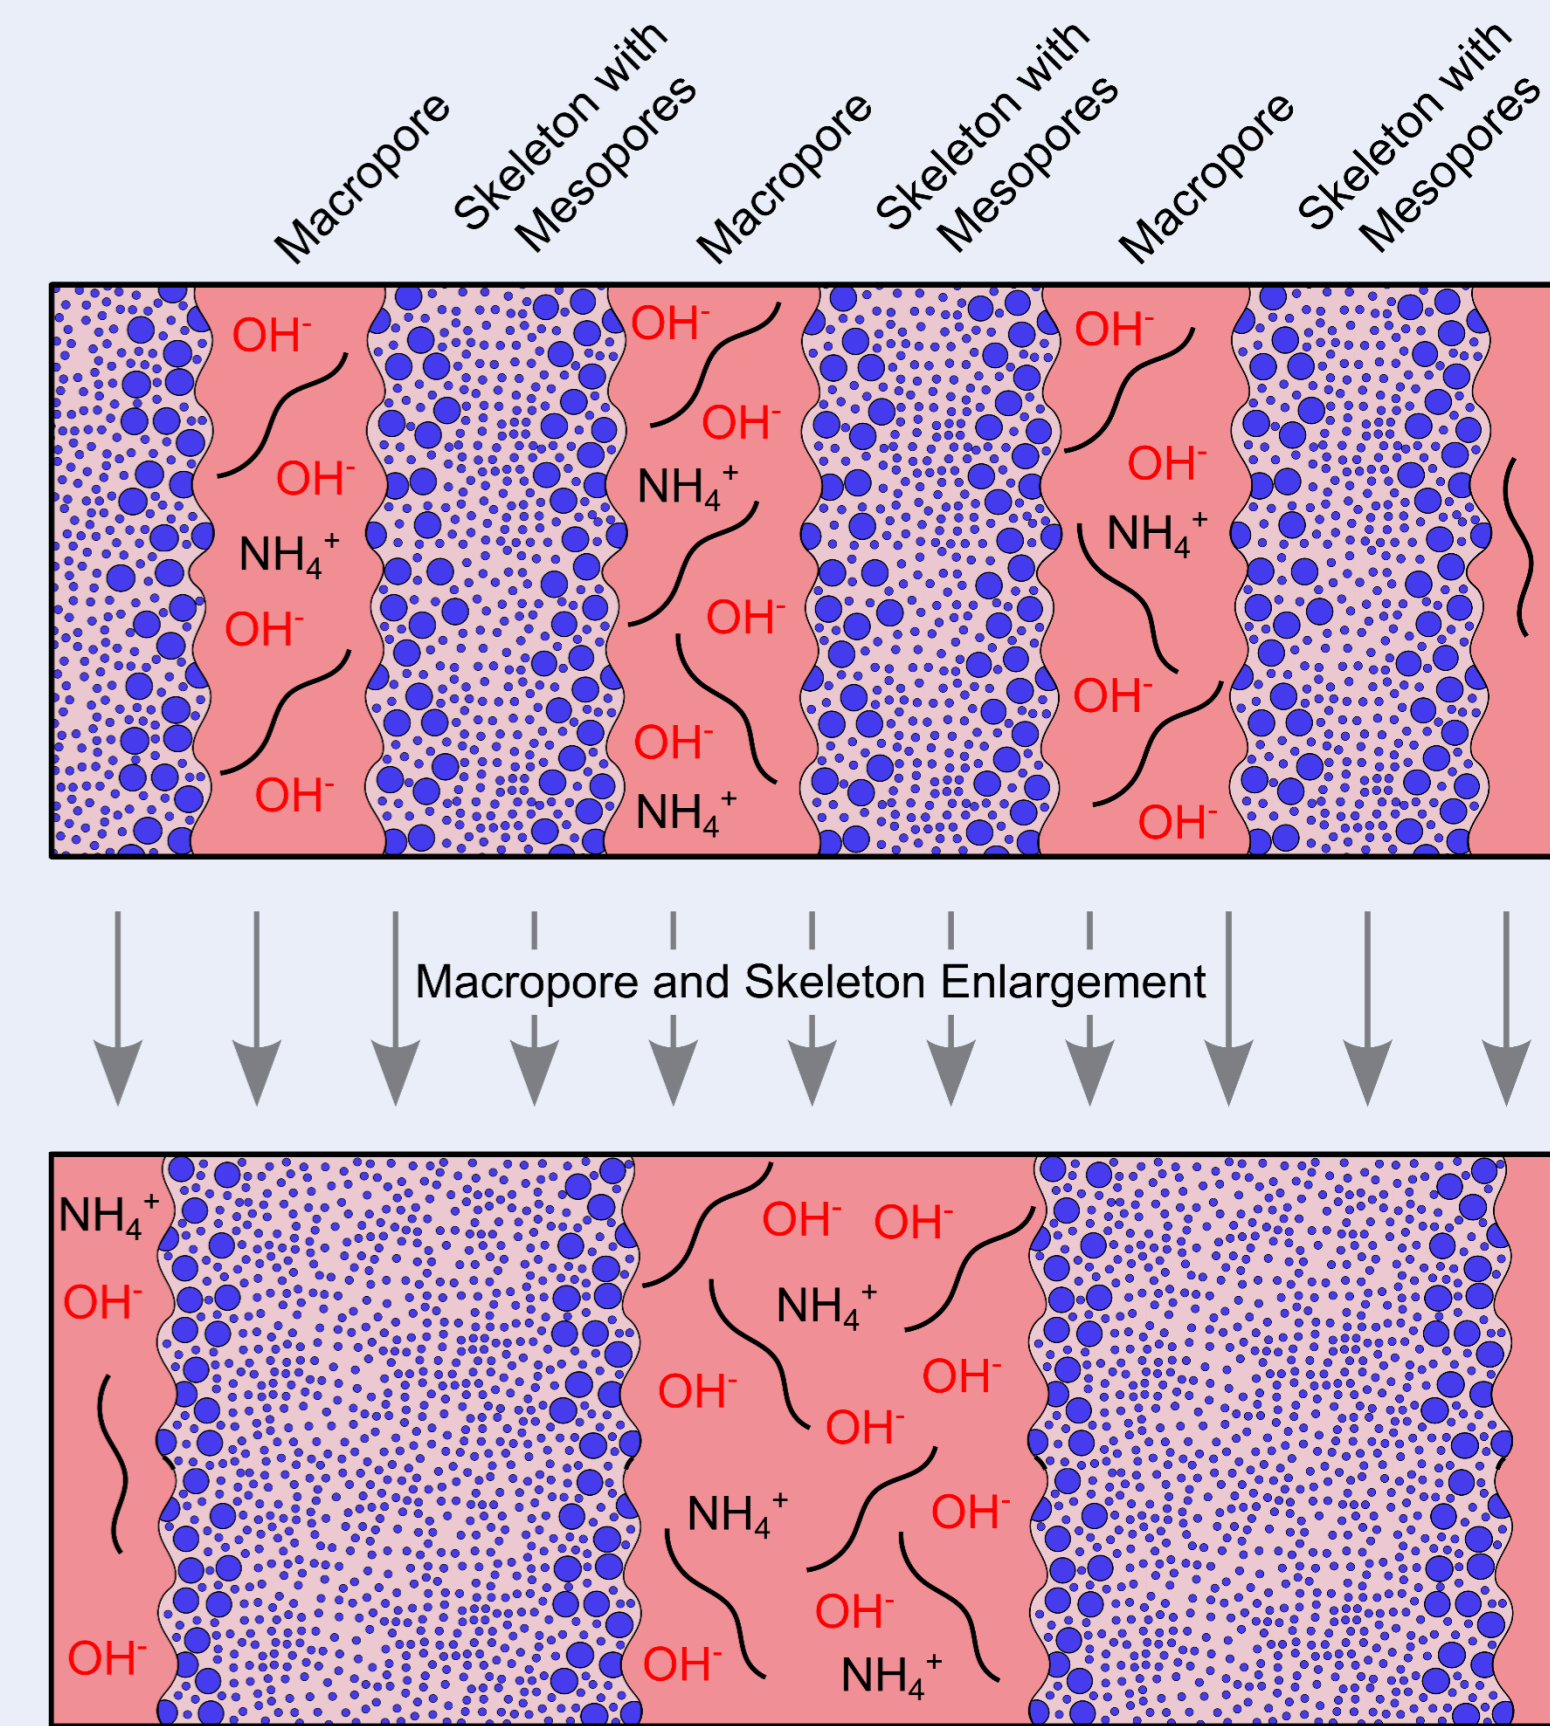 Macropore
Skeleton with
Mesopores
Macropore
Skeleton with
Mesopores
Macropore
Skeleton with
Mesopores
OH⁻
OH⁻
NH₄⁺
OH⁻
OH⁻
OH⁻
OH⁻
NH₄⁺
OH⁻
OH⁻
NH₄⁺
OH⁻
OH⁻
NH₄⁺
OH⁻
OH⁻
Macropore and Skeleton Enlargement
NH₄⁺
OH⁻
OH⁻
OH⁻ OH⁻
NH₄⁺
OH⁻
OH⁻
OH⁻
NH₄⁺
OH⁻
OH⁻
OH⁻
NH₄⁺